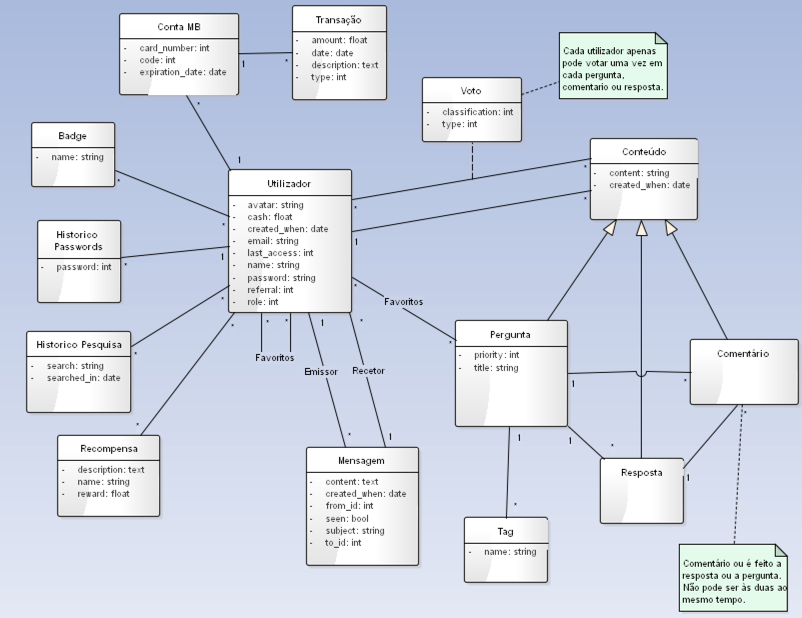 Conta MB
- card_number: int
- code: int
- expiration_date: date
1
*
*
1
Transação
- amount: float
- date: date
- description: text
- type: int
Voto
- classification: int
- type: int
Cada utilizador apenas
pode votar uma vez em
cada pergunta,
comentario ou resposta.
Badge
- name: string
*
*
Conteúdo
- content: string
- created_when: date
*
*
Utilizador
- avatar: string
- cash: float
- created_when: date
- email: string
- last_access: int
- name: string
- password: string
- referral: int
- role: int
*
1
Historico
Passwords
- password: int
*
1
Historico Pesquisa
- search: string
- searched_in: date
*
*
Favoritos
*
*
Favoritos
*
*
Emissor
1
*
Recetor
*
1
Recompensa
- description: text
- name: string
- reward: float
*
*
Mensagem
- content: text
- created_when: date
- from_id: int
- seen: bool
- subject: string
- to_id: int
Pergunta
- priority: int
- title: string
1
*
1
*
1
*
Comentário
*
1
Resposta
Tag
- name: string
Comentário ou é feito a
resposta ou a pergunta.
Não pode ser às duas ao
mesmo tempo.